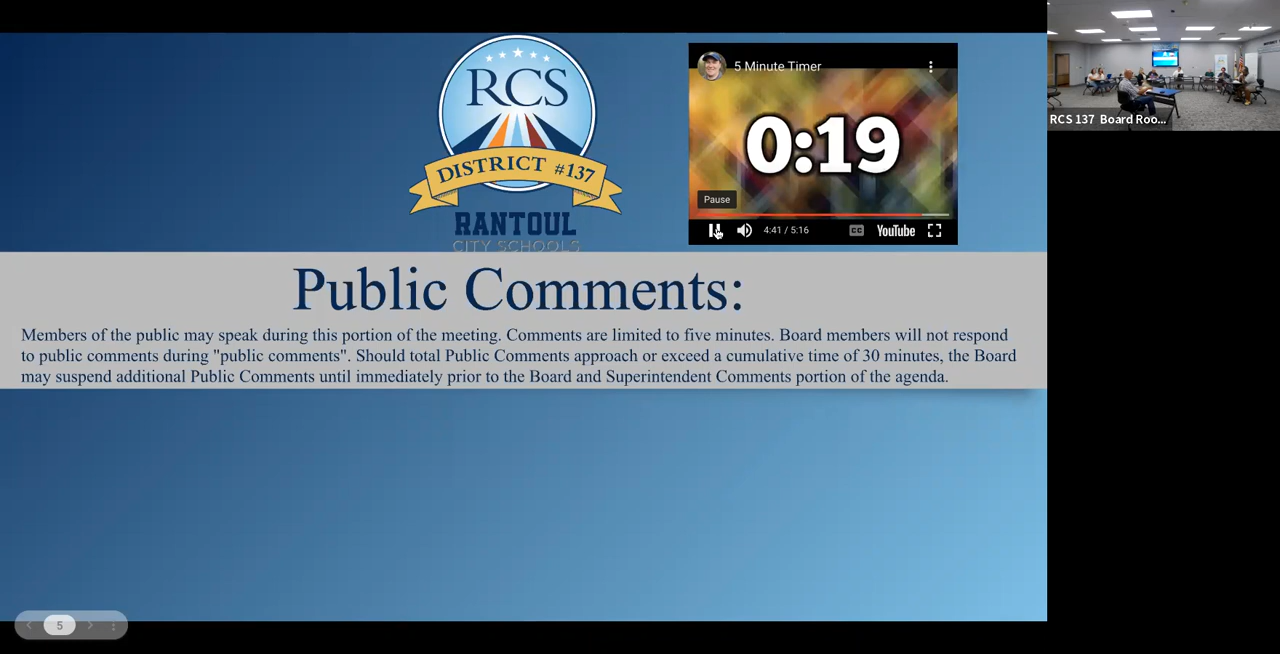 RCS
DISTRICT #137
RANTOUL
CITY SCHOOLS
5 Minute Timer
0:19
Pause
4:41 / 5:16
CC
YouTube
RCS 137 Board Roo...
Public Comments:
Members of the public may speak during this portion of the meeting. Comments are limited to five minutes. Board members will not respond
to public comments during "public comments". Should total Public Comments approach or exceed a cumulative time of 30 minutes, the Board
may suspend additional Public Comments until immediately prior to the Board and Superintendent Comments portion of the agenda.
5